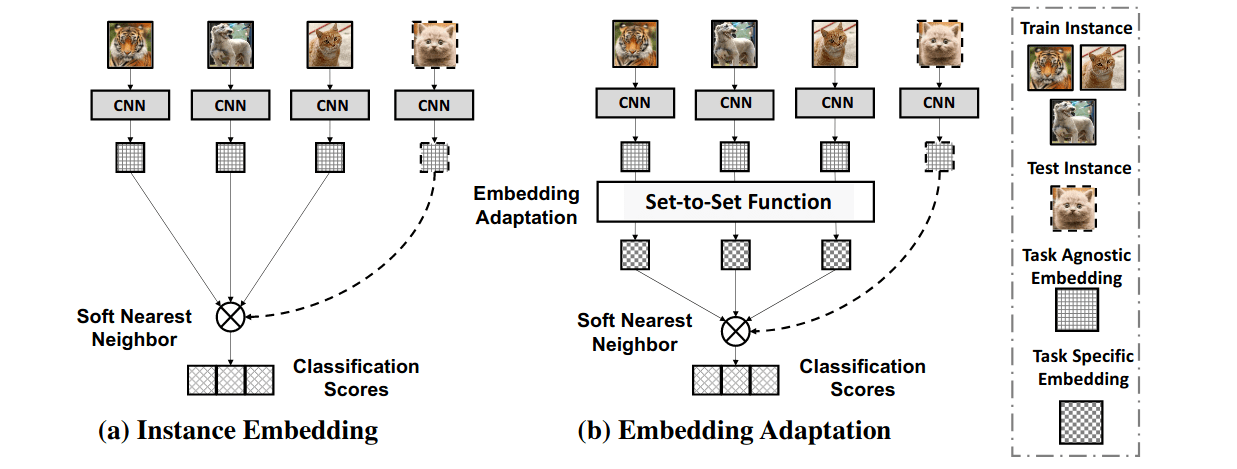 CNN
CNN
CNN
CNN
Soft Nearest
Neighbor
Classification
Scores
(a) Instance Embedding
CNN
CNN
CNN
CNN
Embedding
Adaptation
Set-to-Set Function
Soft Nearest
Neighbor
Classification
Scores
(b) Embedding Adaptation
Train Instance
Test Instance
Task Agnostic
Embedding
Task Specific
Embedding